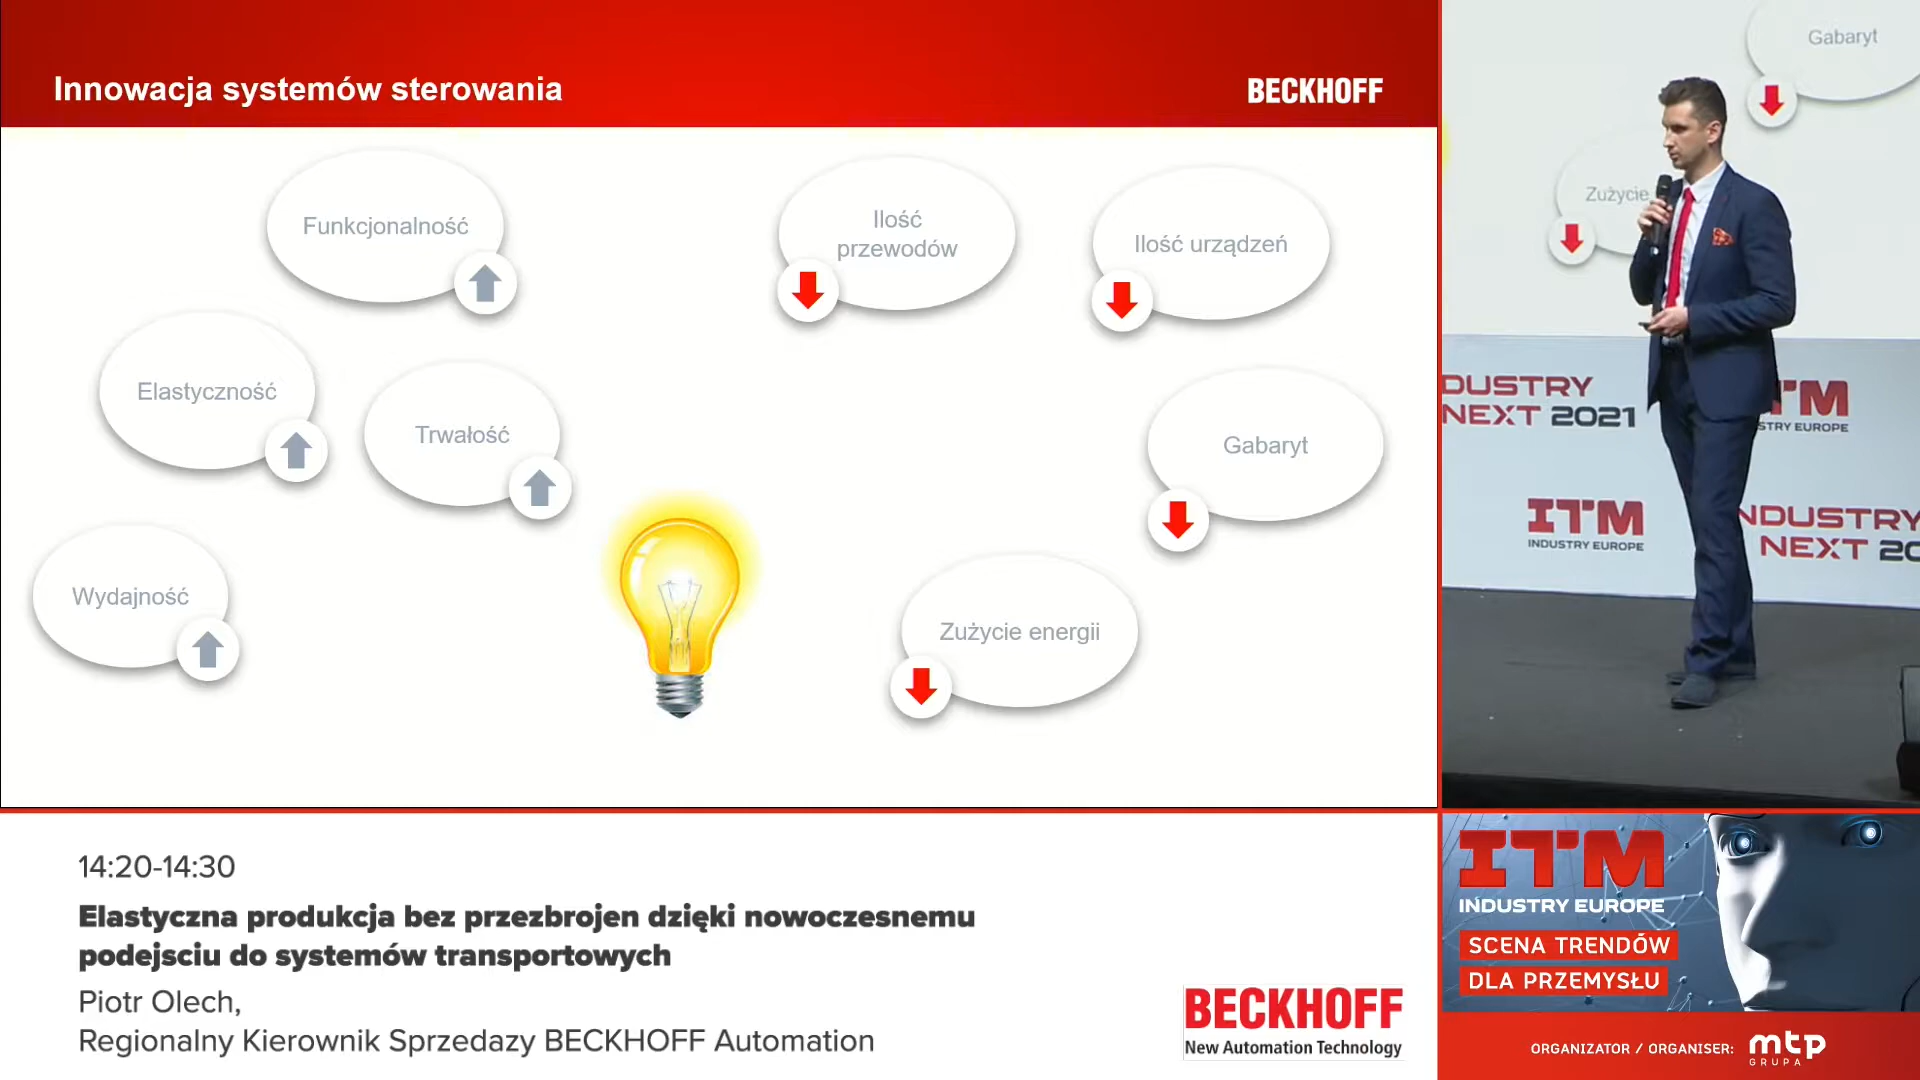 Innowacja systemów sterowania
BECKHOFF
Funkcjonalność
Ilość
przewodów
Ilość urządzeń
Elastyczność
Trwałość
Gabaryt
Wydajność
Zużycie energii
Gabaryt
Zużycie
DUSTRY
NEXT 2021
ITM
STRY EUROPE
ITM
INDUSTRY EUROPE
NDUSTRY
NEXT 20
14:20-14:30
Elastyczna produkcja bez przezbrojen dzięki nowoczesnemu
podejsciu do systemów transportowych
Piotr Olech,
Regionalny Kierownik Sprzedazy BECKHOFF Automation
BECKHOFF
New Automation Technology
ITM
INDUSTRY EUROPE
SCENA TRENDÓW
DLA PRZEMYSŁU
ORGANIZATOR / ORGANISER:
mtp
GRUPA